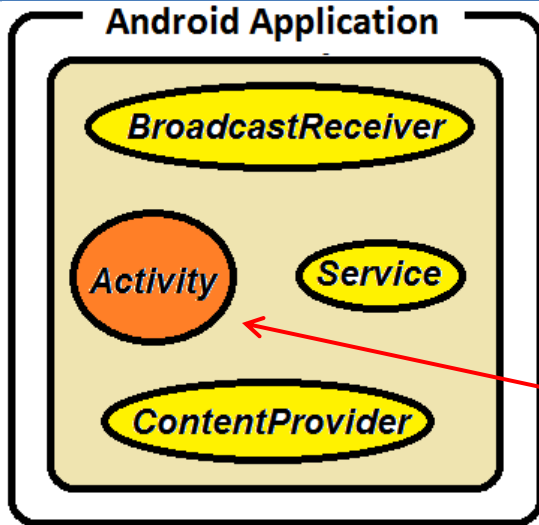 Android Application
BroadcastReceiver
Activity
Service
ContentProvider